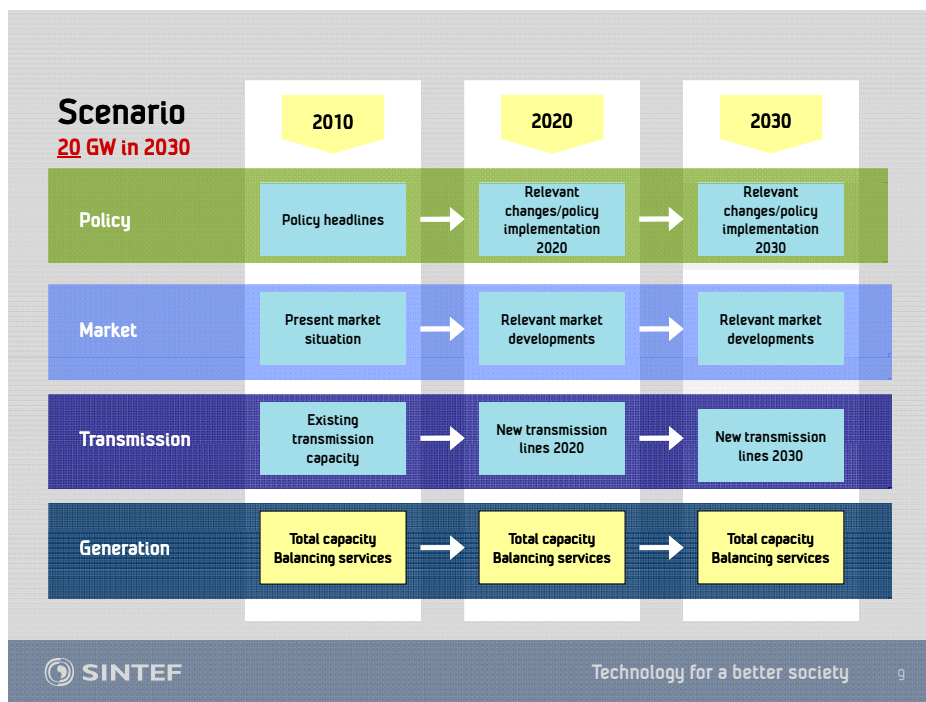 Scenario
20 GW in 2030
2010
2020
2030
Policy
Policy headlines
Relevant
changes/policy
implementation
2020
Relevant
changes/policy
implementation
2030
Market
Present market
situation
Relevant market
developments
Relevant market
developments
Transmission
Existing
transmission
capacity
New transmission
lines 2020
New transmission
lines 2030
Generation
Total capacity
Balancing services
Total capacity
Balancing services
Total capacity
Balancing services
SINTEF
Technology for a better society
9